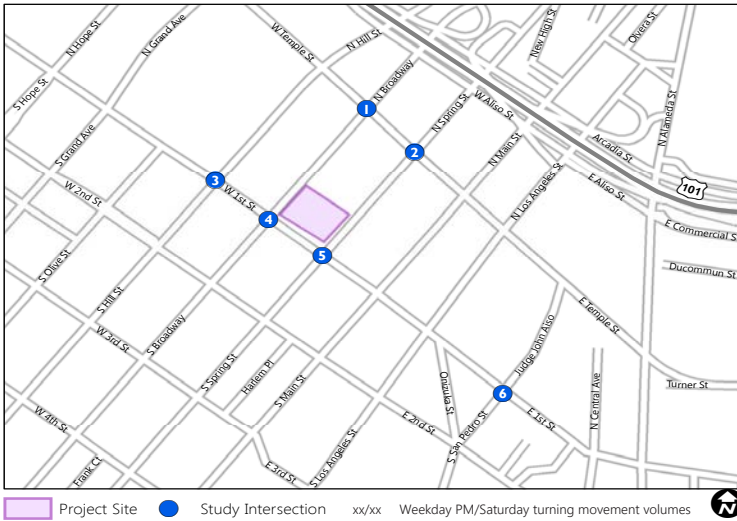 N Hope St
N Grand Ave
W Temple St
N Hill St
N Broadway
New High St
Olvera St
N Alameda St
S Hope St
S Grand Ave
W 2nd St
N Spring St
W Aliso St
N Main St
Arcadia St
101
1
2
3
W 1st St
4
5
N Los Angeles St
E Aliso St
E Commercial S
Ducommun St
S Olive St
S Hill St
S Broadway
W 3rd St
E Temple St
S Spring St
Harlem Pl
S Main St
Judge John Aiso
Onizuka St
6
Turner St
N Central Ave
W 4th St
E 2nd St
S San Pedro St
E 1st St
Frank Ct
E 3rd St
S Los Angeles St
Project Site
Study Intersection
xx/xx Weekday PM/Saturday turning movement volumes
N